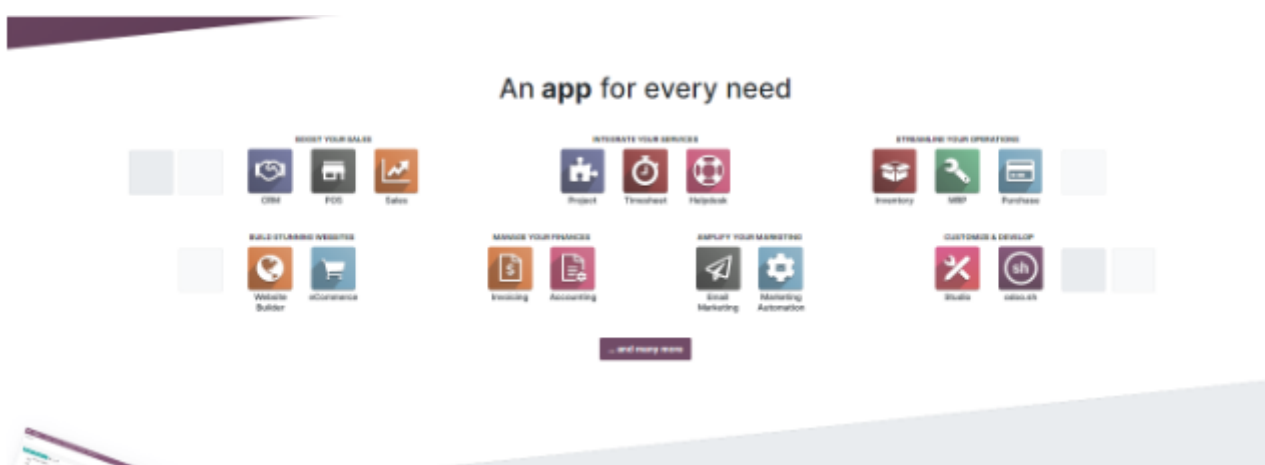 An app for every need
BOOST YOUR SALES
CRM
POS
Sales
INTEGRATE YOUR SERVICES
Project
Timesheet
Helpdesk
STREAMLINE YOUR OPERATIONS
Inventory
MRP
Purchase
BUILD STUNNING WEBSITES
Website
Builder
eCommerce
MANAGE YOUR FINANCES
Invoicing
Accounting
AMPLIFY YOUR MARKETING
Email
Marketing
Marketing
Automation
CUSTOMIZE & DEVELOP
Studio
sh
odoo.sh
... and many more